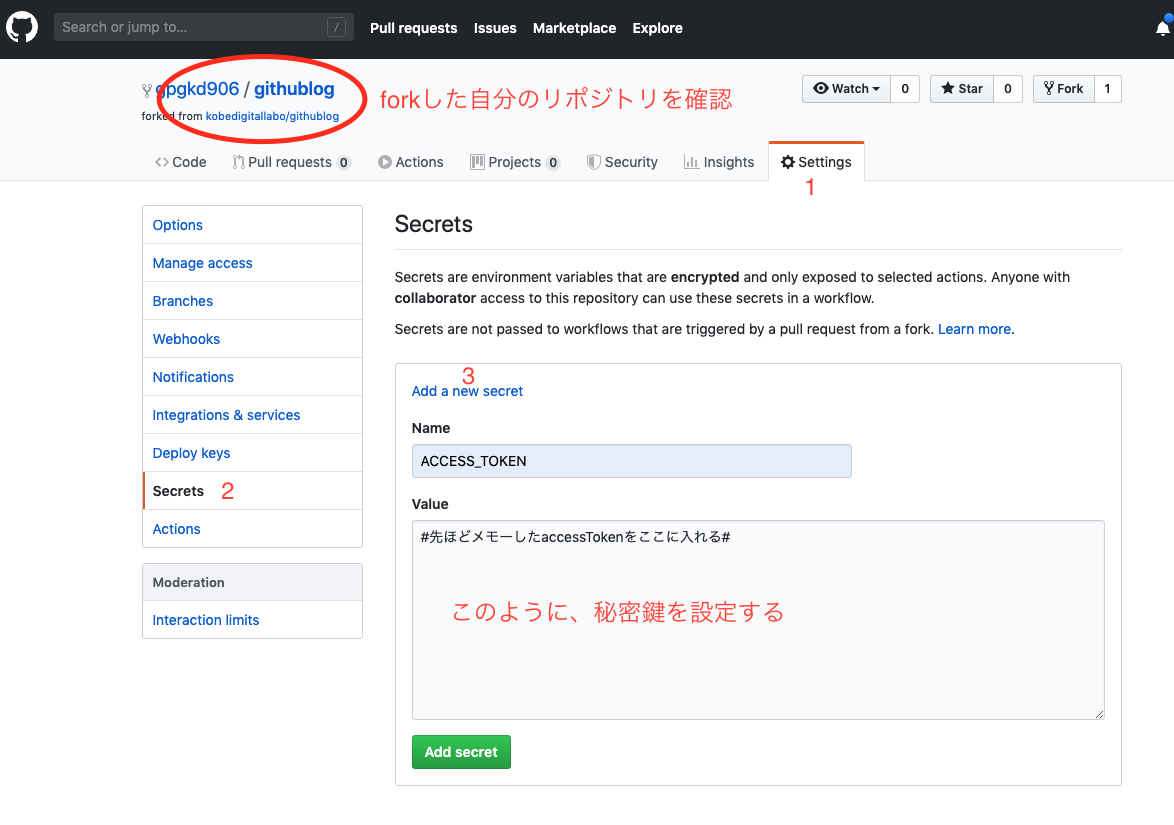 Search or jump to... /
Pull requests Issues Marketplace Explore
gpgkd906 / githublog
forked from kobedigitallabo/githublog
forkした自分のリポジトリを確認
Watch 0 Star 0 Fork 1
Code Pull requests 0 Actions Projects 0 Security Insights Settings
1
Options
Manage access
Branches
Webhooks
Notifications
Integrations & services
Deploy keys
Secrets 2
Actions
Moderation
Interaction limits
Secrets
Secrets are environment variables that are encrypted and only exposed to selected actions. Anyone with
collaborator access to this repository can use these secrets in a workflow.
Secrets are not passed to workflows that are triggered by a pull request from a fork. Learn more.
3
Add a new secret
Name
ACCESS_TOKEN
Value
#先ほどメモーしたaccessTokenをここに入れる#
このように、秘密鍵を設定する
Add secret